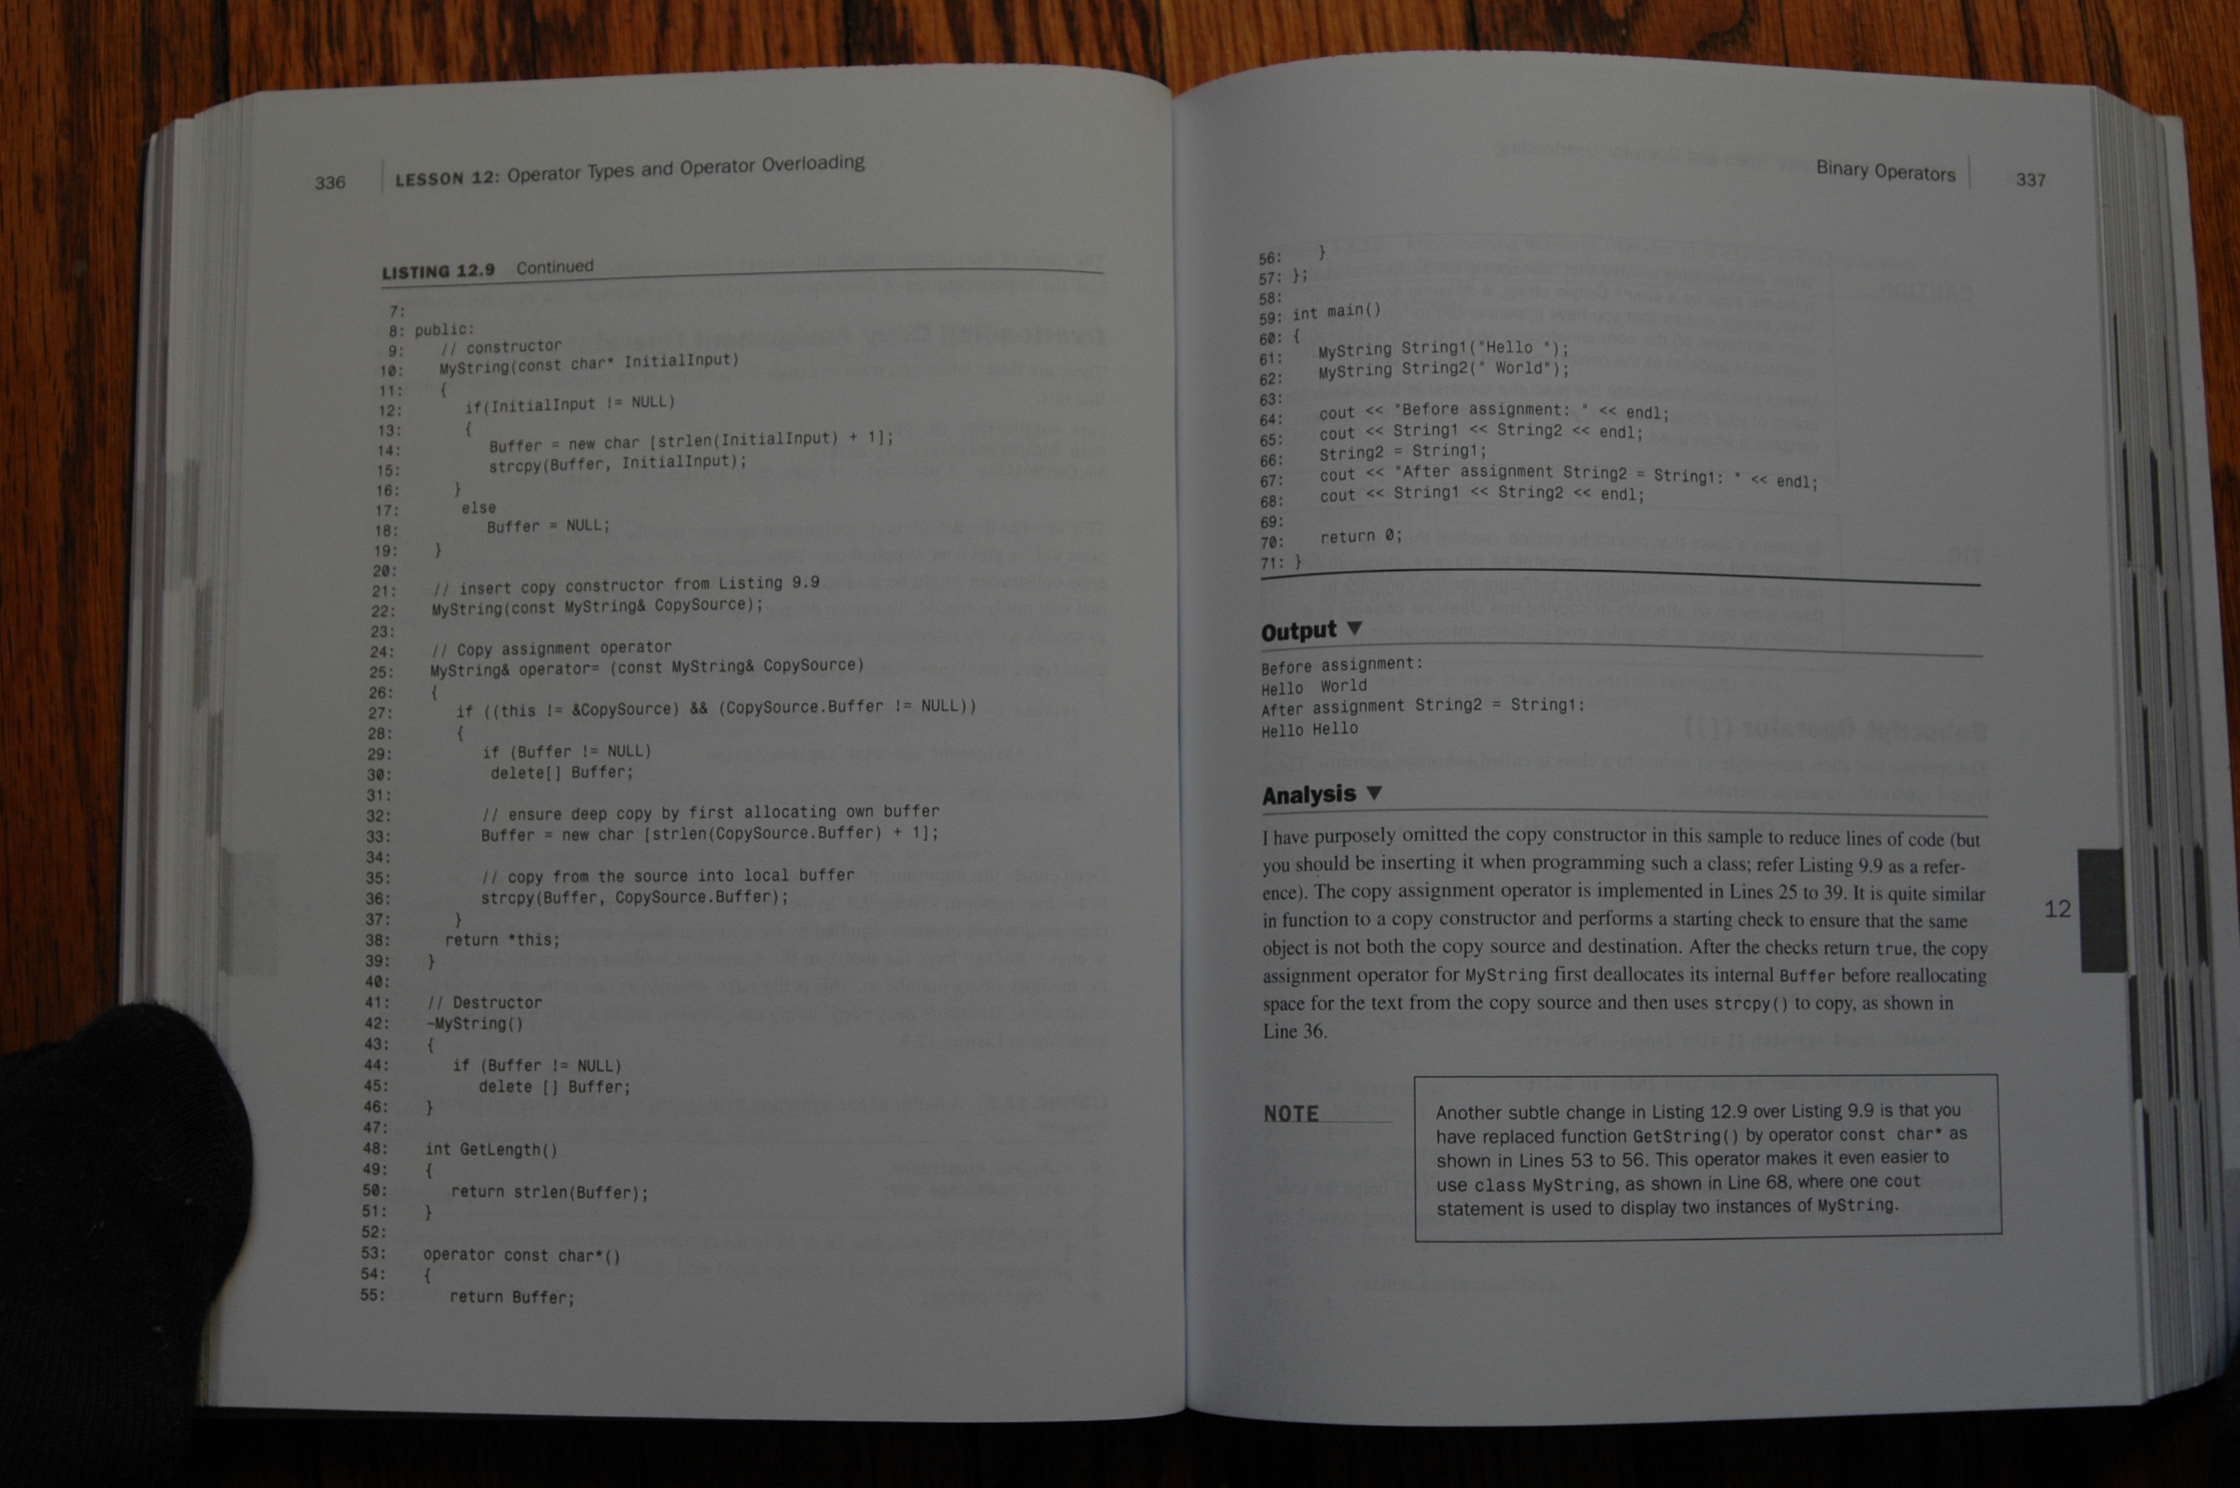 336 | LESSON 12: Operator Types and Operator Overloading
LISTING 12.9 Continued
7:
8: public:
9: // constructor
10: MyString(const char* InitialInput)
11: {
12: if(InitialInput != NULL)
13: {
14: Buffer = new char [strlen(InitialInput) + 1];
15: strcpy(Buffer, InitialInput);
16: }
17: else
18: Buffer = NULL;
19: }
20:
21: // insert copy constructor from Listing 9.9
22: MyString(const MyString& CopySource);
23:
24: // Copy assignment operator
25: MyString& operator= (const MyString& CopySource)
26: {
27: if ((this != &CopySource) && (CopySource.Buffer != NULL))
28: {
29: if (Buffer != NULL)
30: delete[] Buffer;
31:
32: // ensure deep copy by first allocating own buffer
33: Buffer = new char [strlen(CopySource.Buffer) + 1];
34:
35: // copy from the source into local buffer
36: strcpy(Buffer, CopySource.Buffer);
37: }
38: return *this;
39: }
40:
41: // Destructor
42: ~MyString()
43: {
44: if (Buffer != NULL)
45: delete [] Buffer;
46: }
47:
48: int GetLength()
49: {
50: return strlen(Buffer);
51: }
52:
53: operator const char*()
54: {
55: return Buffer;
Binary Operators | 337
56: }
57: };
58:
59: int main()
60: {
61: MyString String1("Hello ");
62: MyString String2(" World");
63:
64: cout << "Before assignment: " << endl;
65: cout << String1 << String2 << endl;
66: String2 = String1;
67: cout << "After assignment String2 = String1: " << endl;
68: cout << String1 << String2 << endl;
69:
70: return 0;
71: }
Output ▼
Before assignment:
Hello  World
After assignment String2 = String1:
Hello Hello
Analysis ▼
I have purposely omitted the copy constructor in this sample to reduce lines of code (but
you should be inserting it when programming such a class; refer Listing 9.9 as a refer-
ence). The copy assignment operator is implemented in Lines 25 to 39. It is quite similar
in function to a copy constructor and performs a starting check to ensure that the same
object is not both the copy source and destination. After the checks return true, the copy
assignment operator for MyString first deallocates its internal Buffer before reallocating
space for the text from the copy source and then uses strcpy() to copy, as shown in
Line 36.
12
NOTE
Another subtle change in Listing 12.9 over Listing 9.9 is that you
have replaced function GetString() by operator const char* as
shown in Lines 53 to 56. This operator makes it even easier to
use class MyString, as shown in Line 68, where one cout
statement is used to display two instances of MyString.